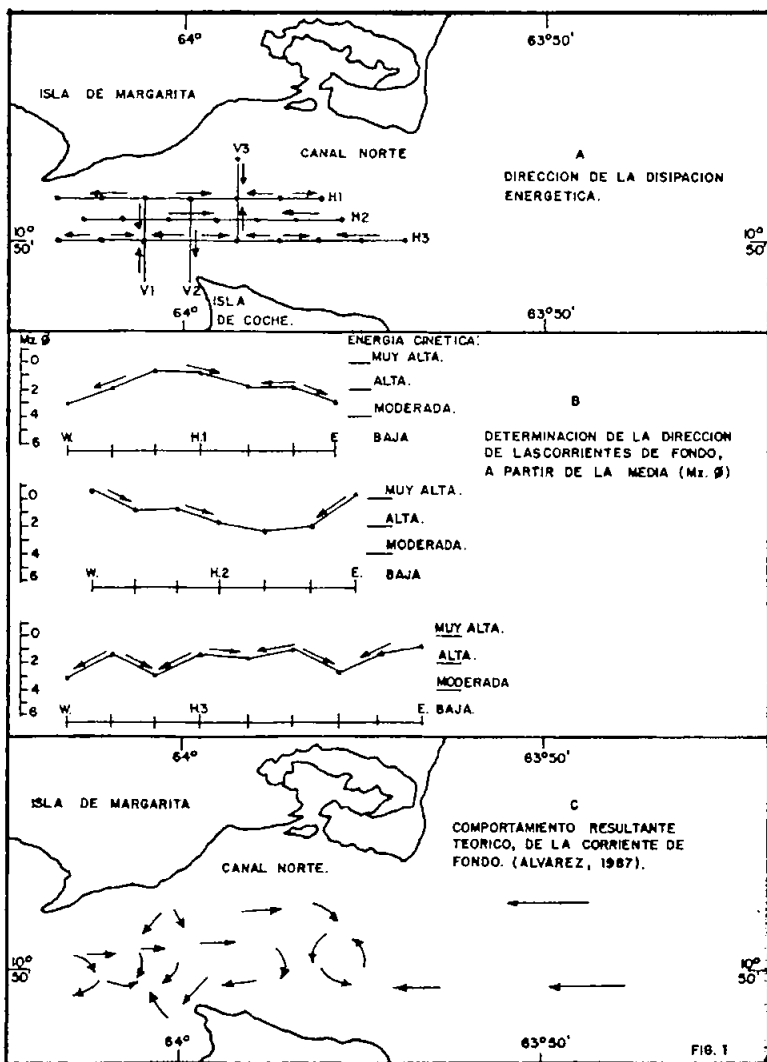 64°
63° 50'
ISLA DE MARGARITA
V3
CANAL NORTE
A
DIRECCION DE LA DISIPACION
ENERGETICA.
H1
H2
10°
50'
H3
10°
50'
V1
V2
64°
ISLA
DE COCHE.
63° 50'
Mz. Ø
ENERGIA CINETICA:
0
MUY ALTA.
2
ALTA.
4
MODERADA.
6
W.
H.1
E
BAJA
B
DETERMINACION DE LA DIRECCION
DE LASCORRIENTES DE FONDO,
A PARTIR DE LA MEDIA (Mz. Ø)
0
MUY ALTA.
2
ALTA.
4
MODERADA.
6
W.
H.2
E.
BAJA
0
MUY ALTA.
2
ALTA.
4
MODERADA
6
W.
H.3
E.
BAJA.
64°
63° 50'
ISLA DE MARGARITA
C
COMPORTAMIENTO RESULTANTE
TEORICO, DE LA CORRIENTE DE
FONDO. (ALVAREZ, 1987).
CANAL NORTE.
10°
50'
10°
50'
64°
63° 50'
FIG. 1